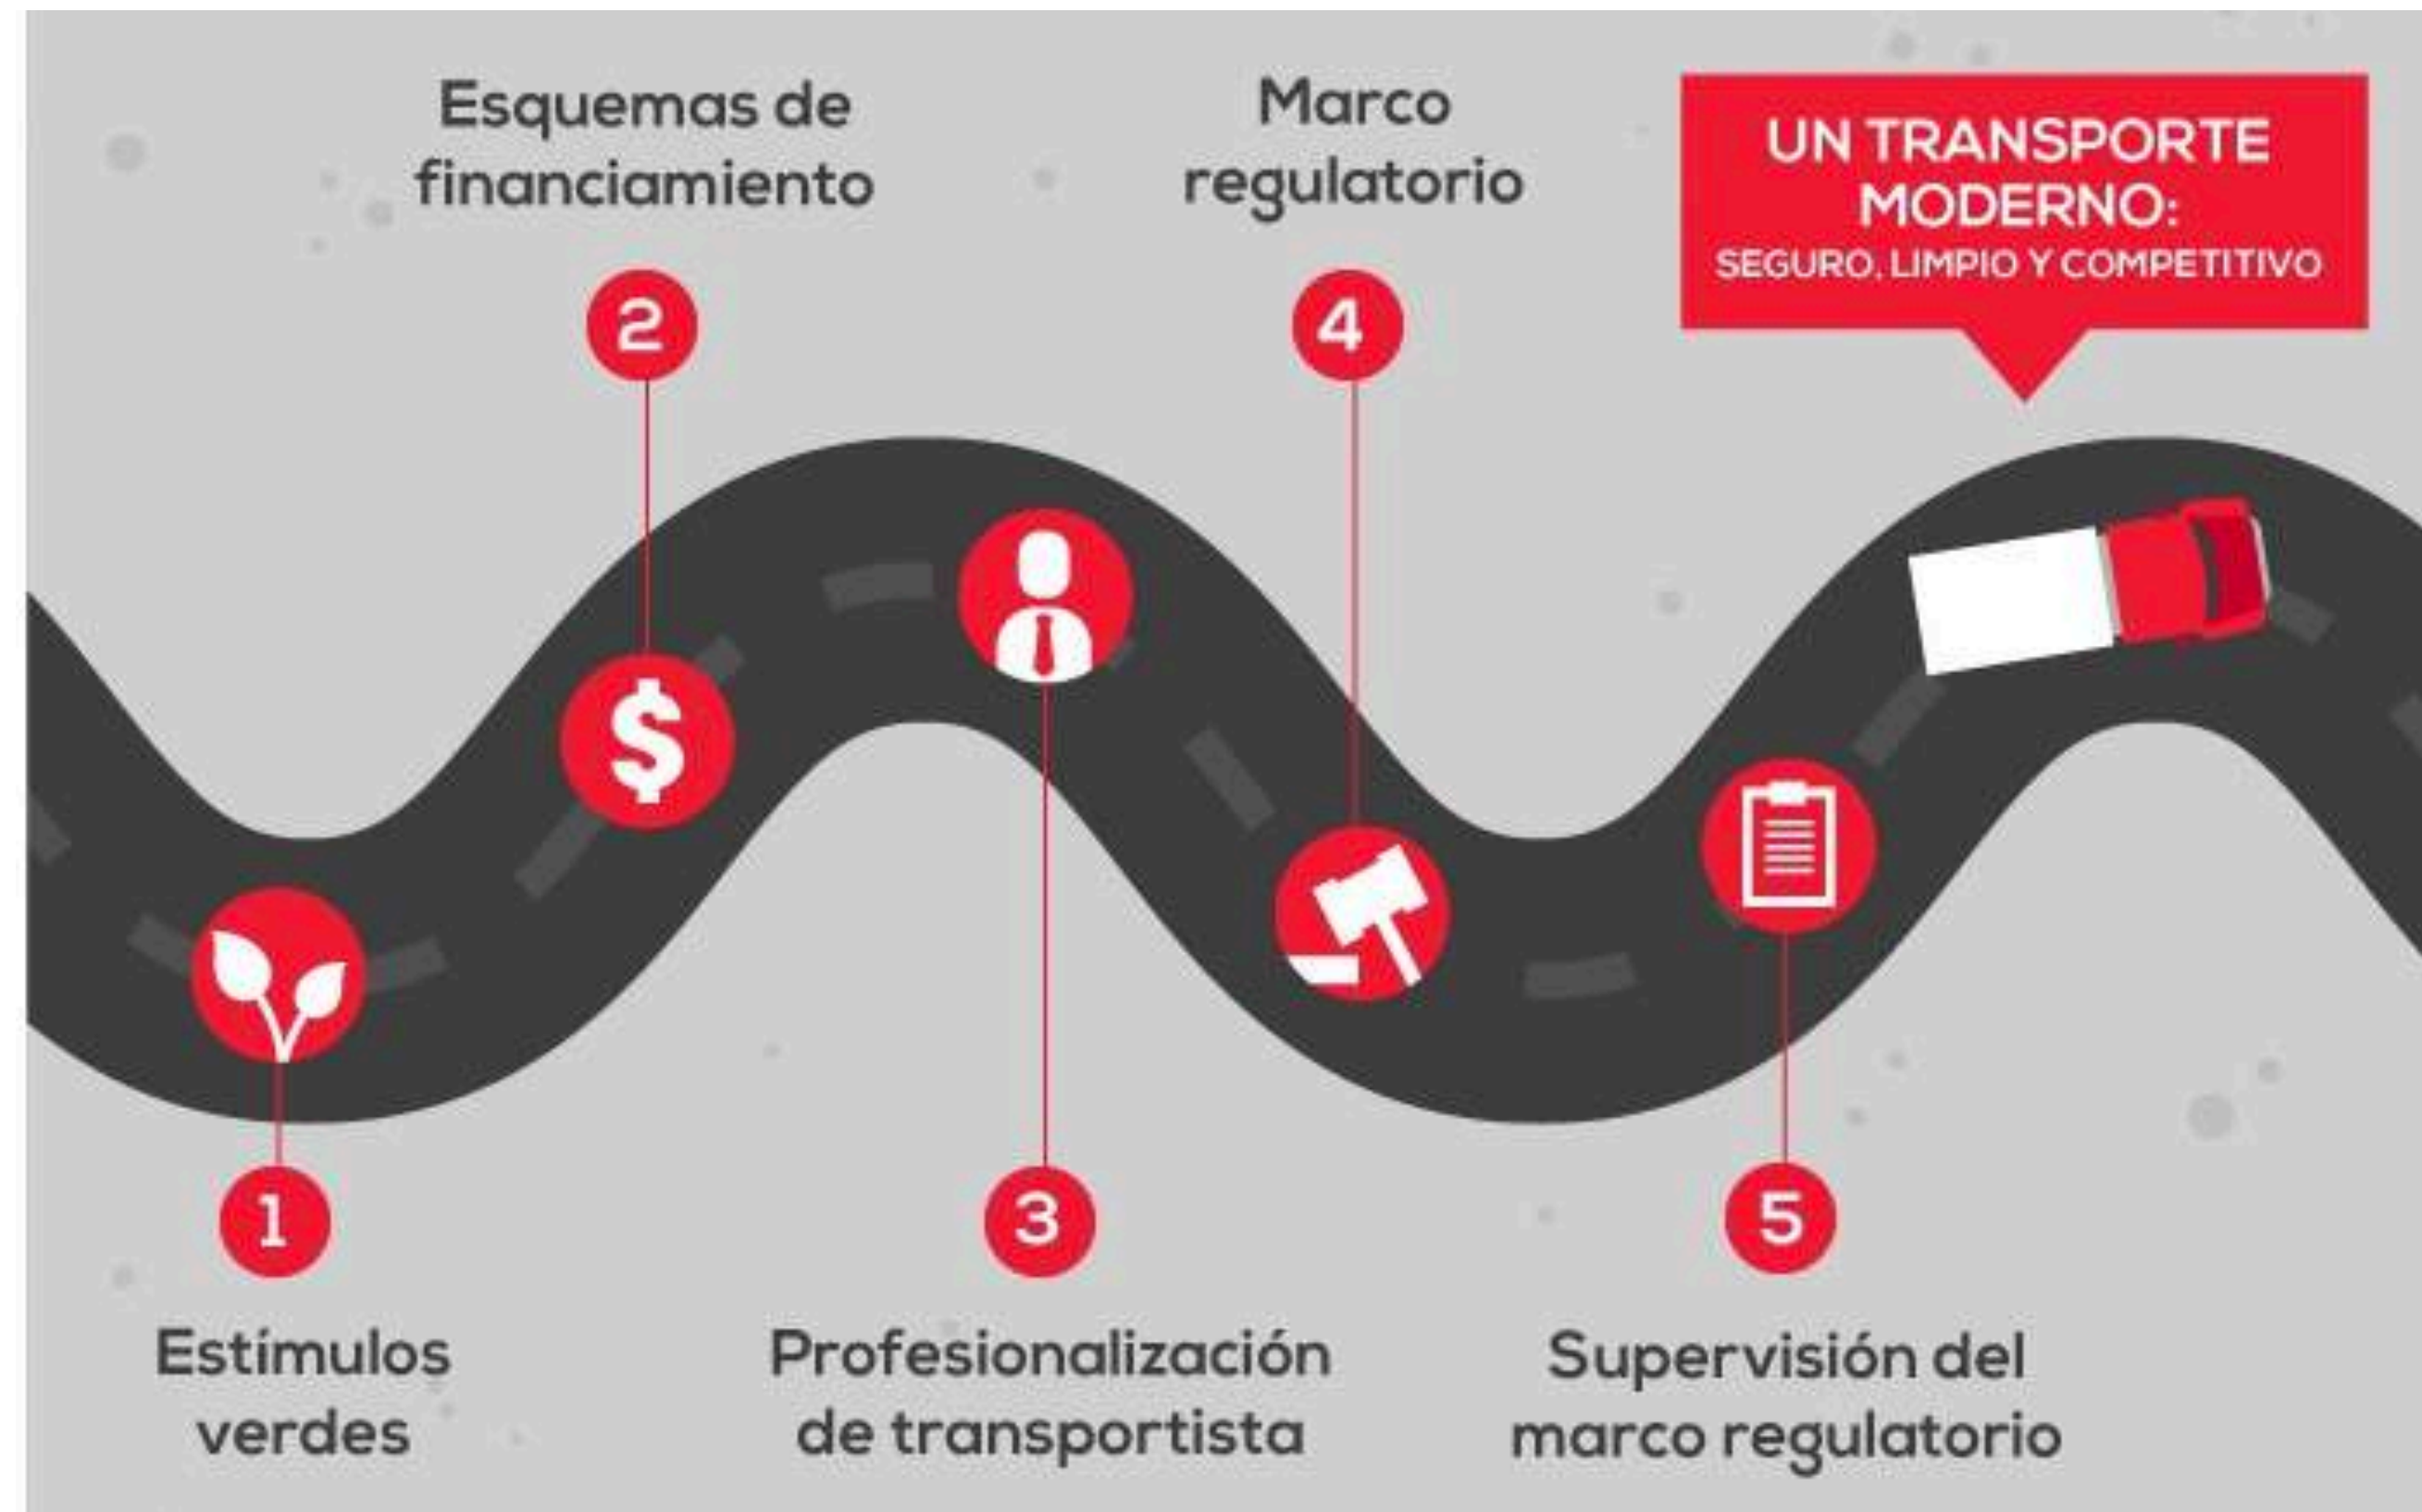 Esquemas de
financiamiento
2
Marco
regulatorio
4
UN TRANSPORTE
MODERNO:
SEGURO, LIMPIO Y COMPETITIVO
$
1
Estímulos
verdes
3
Profesionalización
de transportista
5
Supervisión del
marco regulatorio